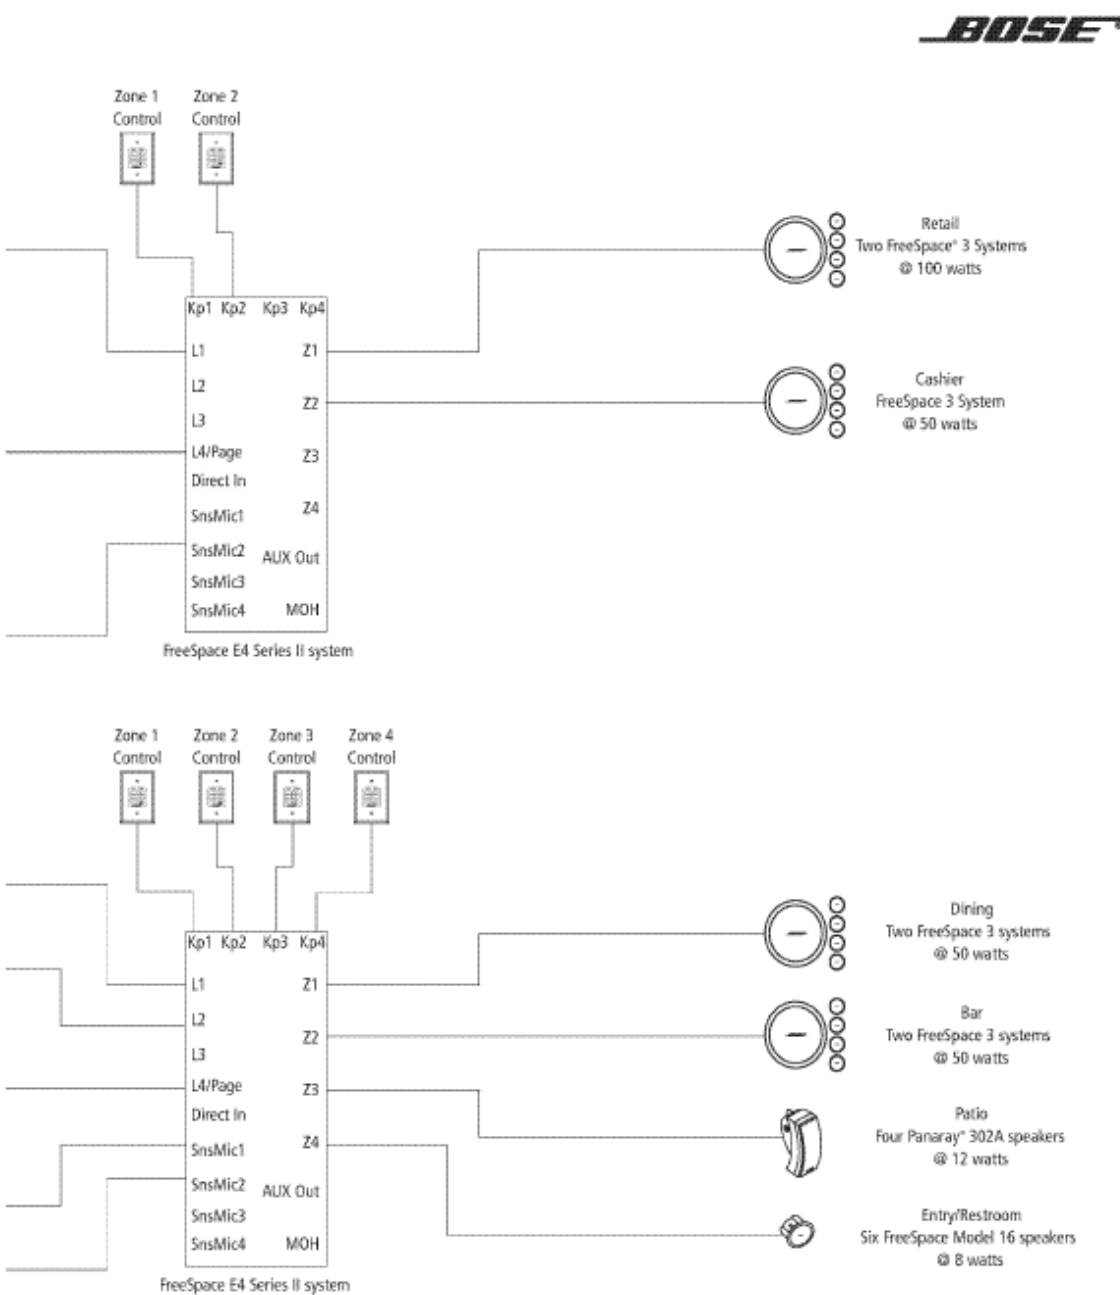 BOSE
Zone 1 Zone 2
Control Control
Retail
Two FreeSpace® 3 Systems
@ 100 watts
Kp1 Kp2 Kp3 Kp4
L1 Z1
L2
Cashier
FreeSpace 3 System
@ 50 watts
Z2
L3
L4/Page Z3
Direct In
SnsMic1 Z4
SnsMic2 AUX Out
SnsMic3
SnsMic4 MOH
FreeSpace E4 Series II system
Zone 1 Zone 2 Zone 3 Zone 4
Control Control Control Control
Kp1 Kp2 Kp3 Kp4
Dining
Two FreeSpace 3 systems
@ 50 watts
L1 Z1
L2
Z2
Bar
Two FreeSpace 3 systems
@ 50 watts
L3
L4/Page Z3
Direct In
Patio
Four Panaray® 302A speakers
@ 12 watts
SnsMic1 Z4
SnsMic2 AUX Out
SnsMic3
SnsMic4 MOH
Entry/Restroom
Six FreeSpace Model 16 speakers
@ 8 watts
FreeSpace E4 Series II system